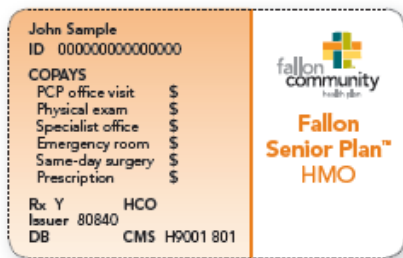 John Sample
ID 000000000000000
COPAYS
PCP office visit $
Physical exam $
Specialist office $
Emergency room $
Same-day surgery $
Prescription $
Rx Y HCO
Issuer 80840
DB CMS H9001 801
fallon
community
health plan
Fallon
Senior Plan™
HMO